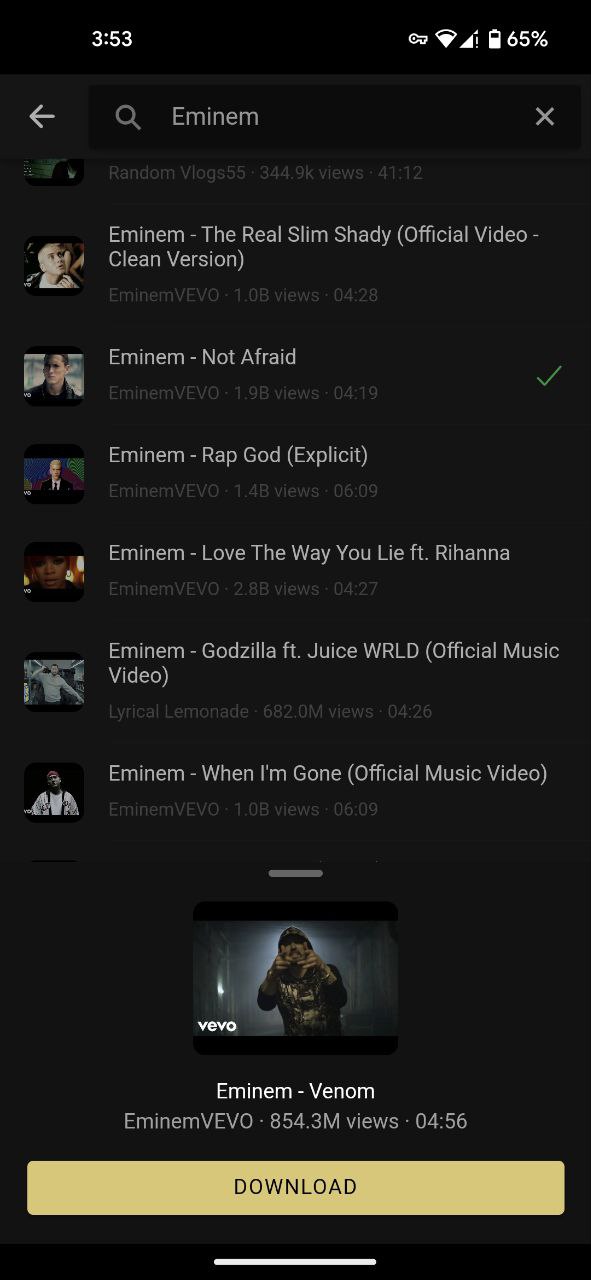 3:53
65%
Eminem
Random Vlogs55 · 344.9k views · 41:12
Eminem - The Real Slim Shady (Official Video -
Clean Version)
EminemVEVO · 1.0B views · 04:28
Eminem - Not Afraid
EminemVEVO · 1.9B views · 04:19
Eminem - Rap God (Explicit)
EminemVEVO · 1.4B views · 06:09
Eminem - Love The Way You Lie ft. Rihanna
EminemVEVO · 2.8B views · 04:27
Eminem - Godzilla ft. Juice WRLD (Official Music
Video)
Lyrical Lemonade · 682.0M views · 04:26
Eminem - When I'm Gone (Official Music Video)
EminemVEVO · 1.0B views · 06:09
vevo
Eminem - Venom
EminemVEVO · 854.3M views · 04:56
DOWNLOAD